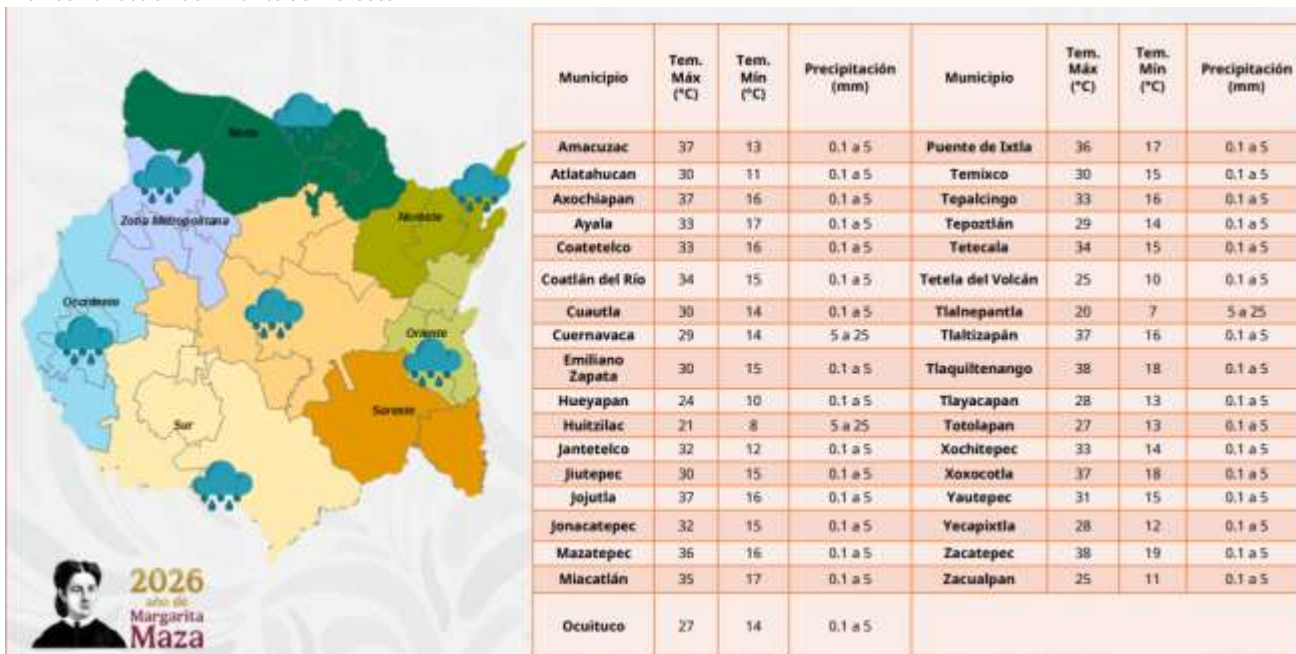 Norte
Zona Metropolitana
Noreste
Occidente
Oriente
Sur
Sureste
2026
año de
Margarita
Maza
Municipio Tem. Máx (°C) Tem. Mín (°C) Precipitación (mm) Municipio Tem. Máx (°C) Tem. Mín (°C) Precipitación (mm)
Amacuzac 37 13 0.1 a 5 Puente de Ixtla 36 17 0.1 a 5
Atlatahucan 30 11 0.1 a 5 Temixco 30 15 0.1 a 5
Axochiapan 37 16 0.1 a 5 Tepalcingo 33 16 0.1 a 5
Ayala 33 17 0.1 a 5 Tepoztlán 29 14 0.1 a 5
Coatetelco 33 16 0.1 a 5 Tetecala 34 15 0.1 a 5
Coatlán del Río 34 15 0.1 a 5 Tetela del Volcán 25 10 0.1 a 5
Cuautla 30 14 0.1 a 5 Tlalnepantla 20 7 5 a 25
Cuernavaca 29 14 5 a 25 Tlaltizapán 37 16 0.1 a 5
Emiliano Zapata 30 15 0.1 a 5 Tlaquiltenango 38 18 0.1 a 5
Hueyapan 24 10 0.1 a 5 Tlayacapan 28 13 0.1 a 5
Huitzilac 21 8 5 a 25 Totolapan 27 13 0.1 a 5
Jantetelco 32 12 0.1 a 5 Xochitepec 33 14 0.1 a 5
Jiutepec 30 15 0.1 a 5 Xoxocotla 37 18 0.1 a 5
Jojutla 37 16 0.1 a 5 Yautepec 31 15 0.1 a 5
Jonacatepec 32 15 0.1 a 5 Yecapixtla 28 12 0.1 a 5
Mazatepec 36 16 0.1 a 5 Zacatepec 38 19 0.1 a 5
Miacatlán 35 17 0.1 a 5 Zacualpan 25 11 0.1 a 5
Ocuituco 27 14 0.1 a 5